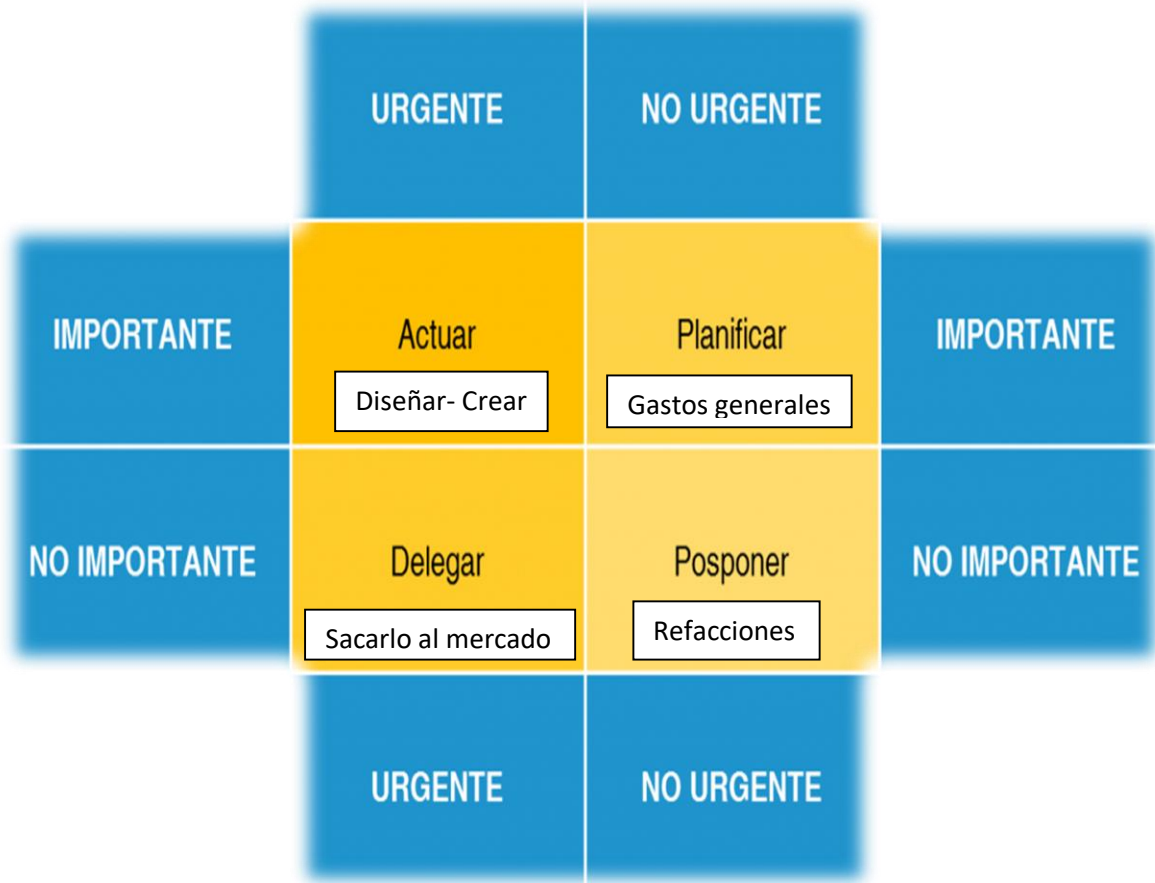 URGENTE NO URGENTE
IMPORTANTE Actuar Planificar IMPORTANTE
Diseñar- Crear Gastos generales
NO IMPORTANTE Delegar Posponer NO IMPORTANTE
Sacarlo al mercado Refacciones
URGENTE NO URGENTE